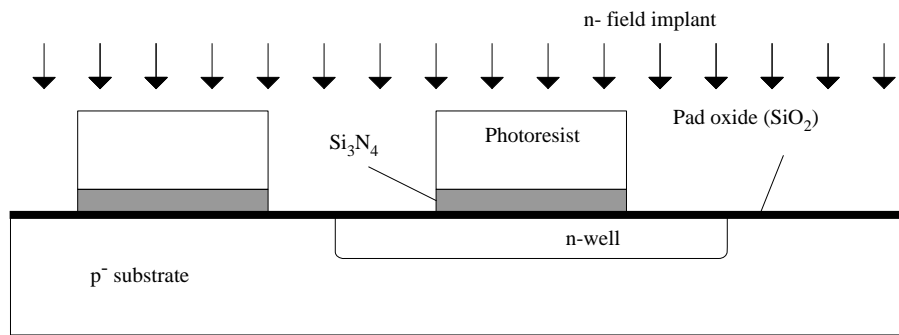 n- field implant
Pad oxide (SiO₂)
Si₃N₄
Photoresist
n-well
p⁻ substrate